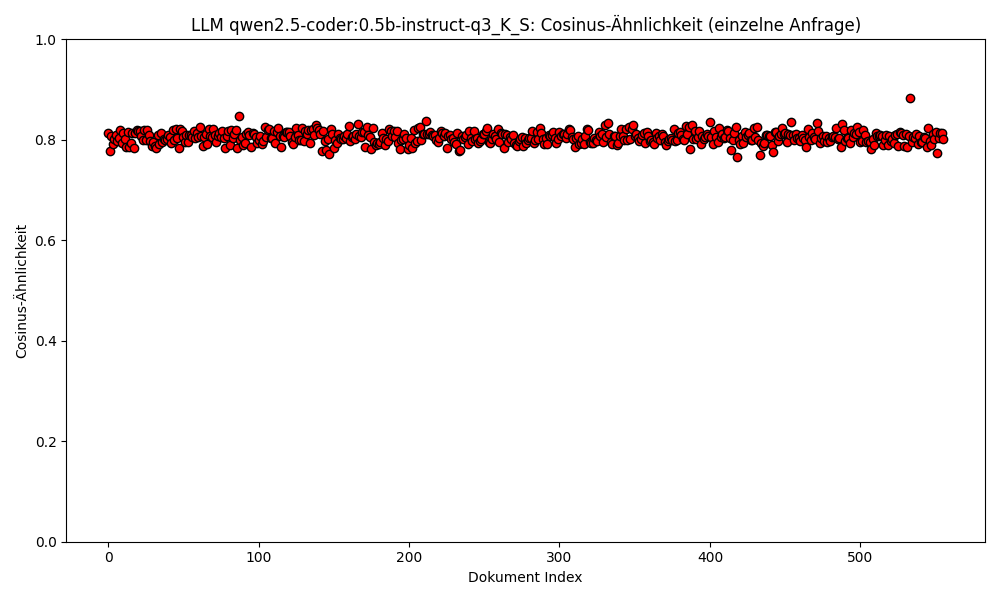 LLM qwen2.5-coder:0.5b-instruct-q3_K_S: Cosinus-Ähnlichkeit (einzelne Anfrage)
1.0
0.8
0.6
0.4
0.2
0.0
Cosinus-Ähnlichkeit
0 100 200 300 400 500
Dokument Index